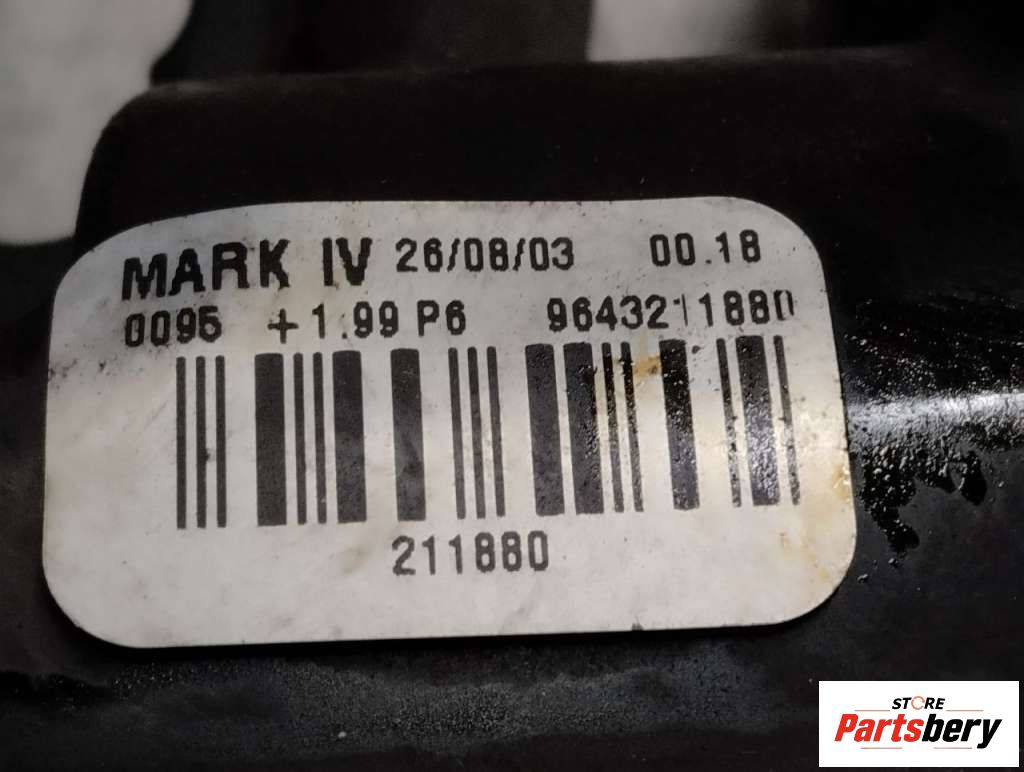 MARK IV 26/08/03 00.18
0095 +1.99 P6 9643211880
211880
STORE
Partsbery